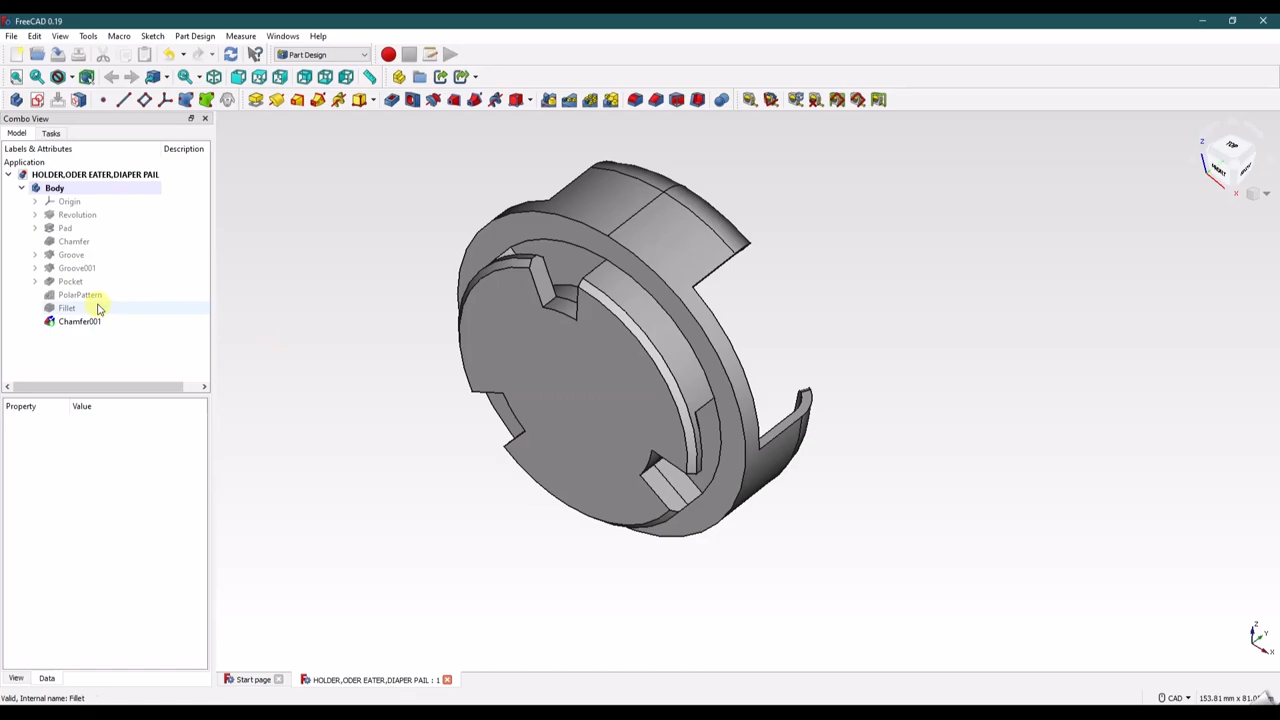 FreeCAD 0.19
File Edit View Tools Macro Sketch Part Design Measure Windows Help
Part Design
Combo View
Model Tasks
Labels & Attributes Description
Application
HOLDER,ODER EATER,DIAPER PAIL
Body
Origin
Revolution
Pad
Chamfer
Groove
Groove001
Pocket
PolarPattern
Fillet
Chamfer001
Property Value
TOP
Z
X
Z
Y
X
View Data
Start page
HOLDER,ODER EATER,DIAPER PAIL : 1
Valid, Internal name: Fillet
CAD